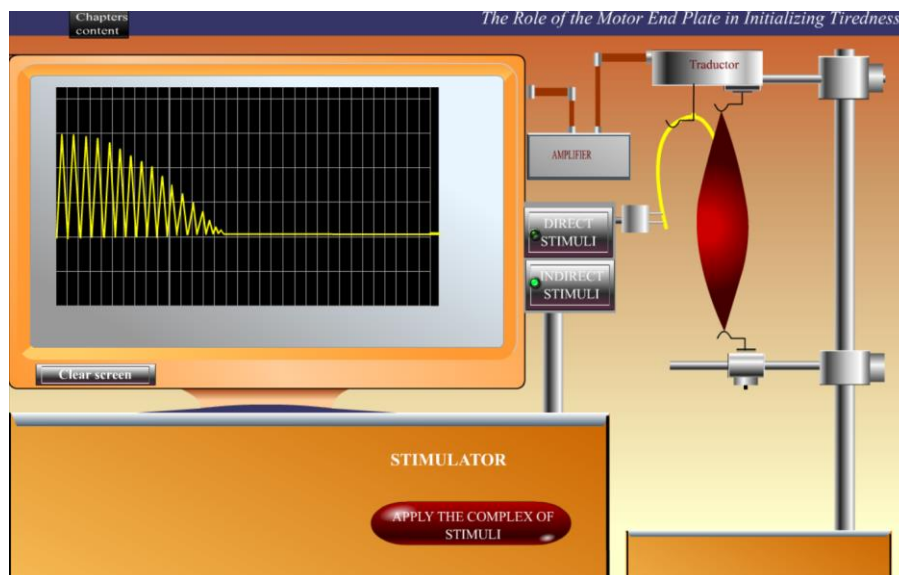 Chapters
content
The Role of the Motor End Plate in Initializing Tiredness
Traductor
AMPLIFIER
DIRECT
STIMULI
INDIRECT
STIMULI
Clear screen
STIMULATOR
APPLY THE COMPLEX OF
STIMULI